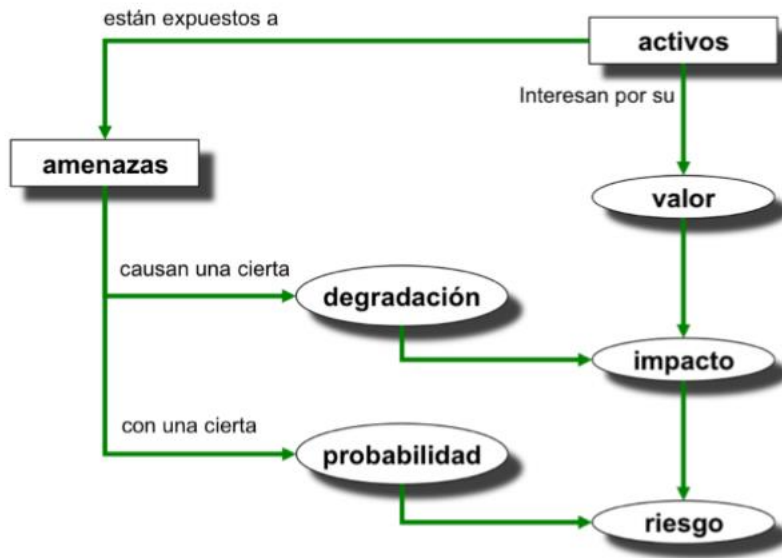 están expuestos a
activos
Interesan por su
amenazas
valor
causan una cierta
degradación
impacto
con una cierta
probabilidad
riesgo